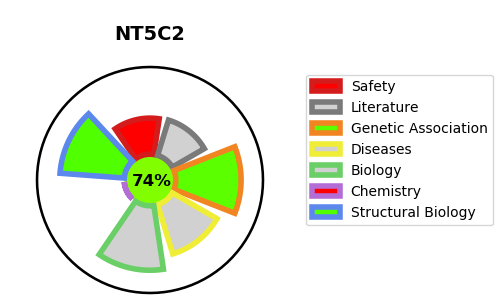 NT5C2
74%
Safety
Literature
Genetic Association
Diseases
Biology
Chemistry
Structural Biology